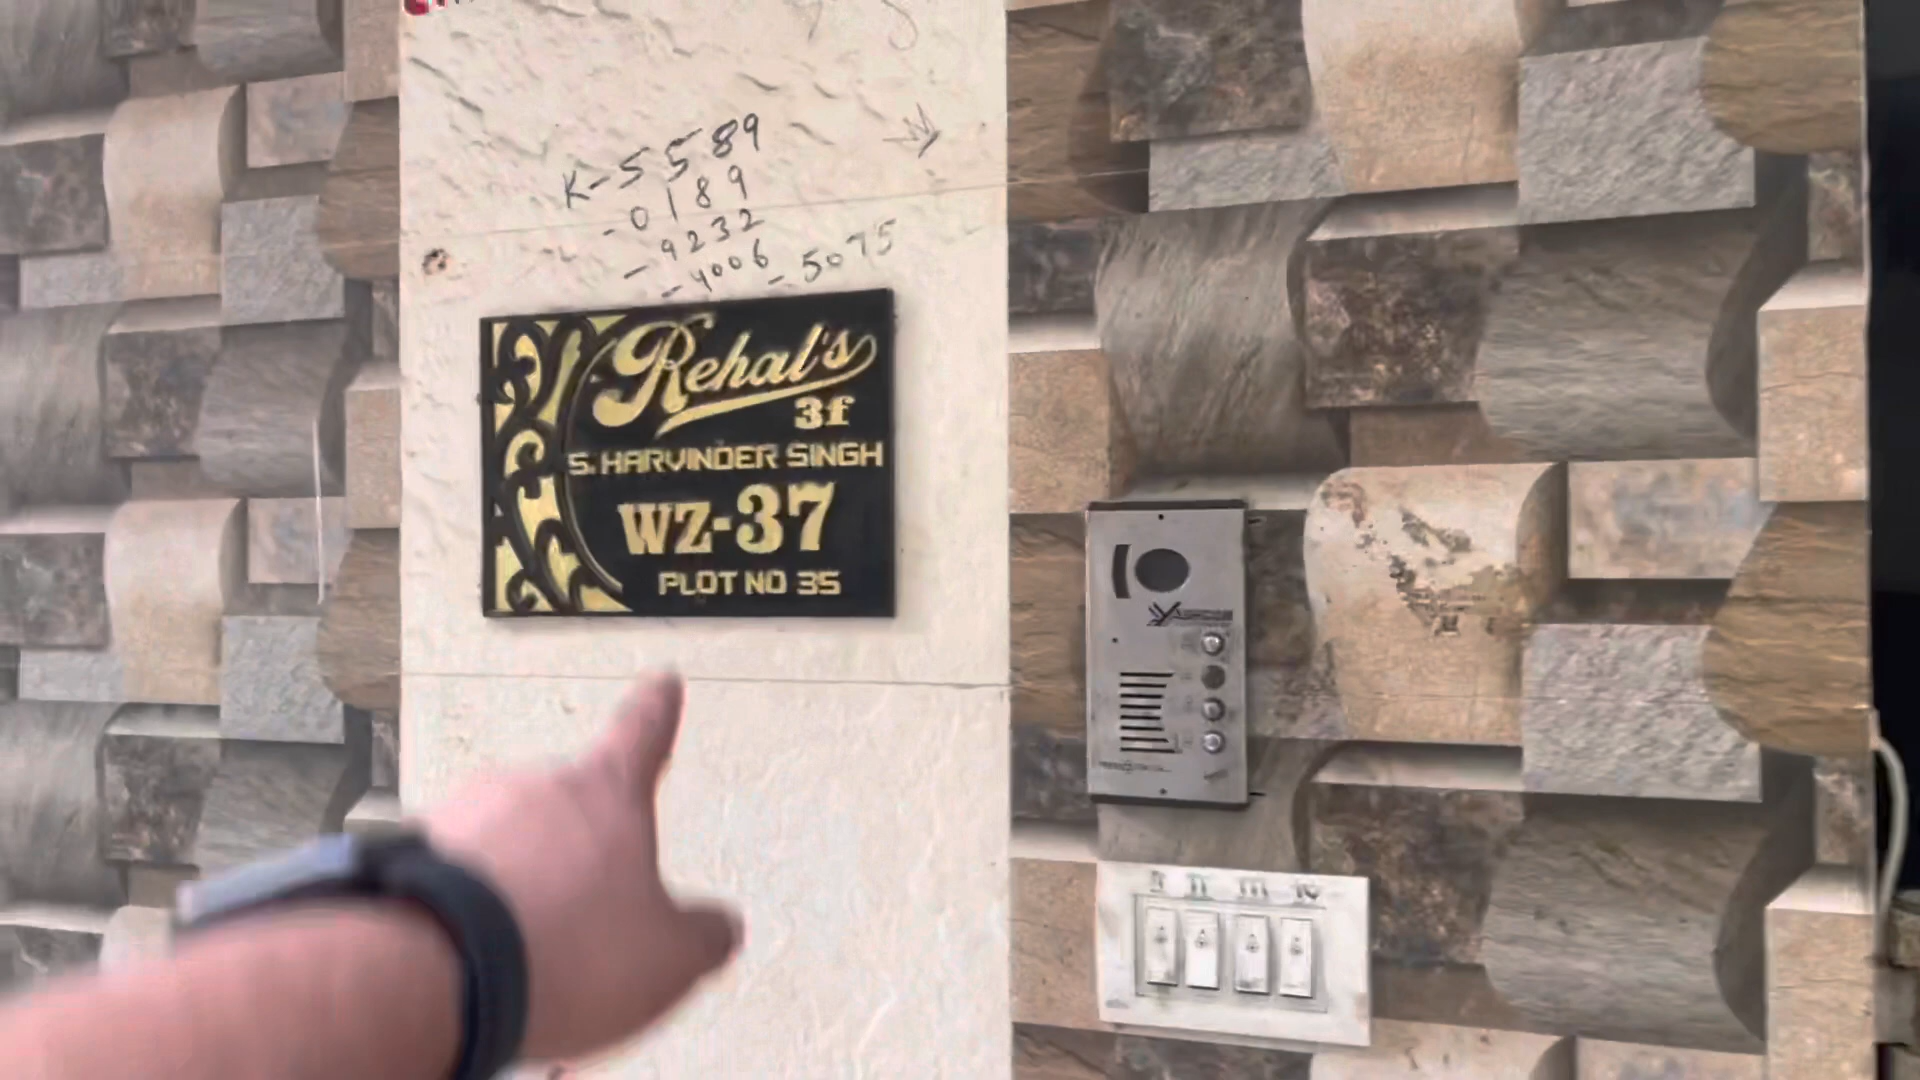 K-5589
-0189
-9232
-4006 -5075
Rehal's
3f
S. HARVINDER SINGH
WZ-37
PLOT NO 35
I II III IV